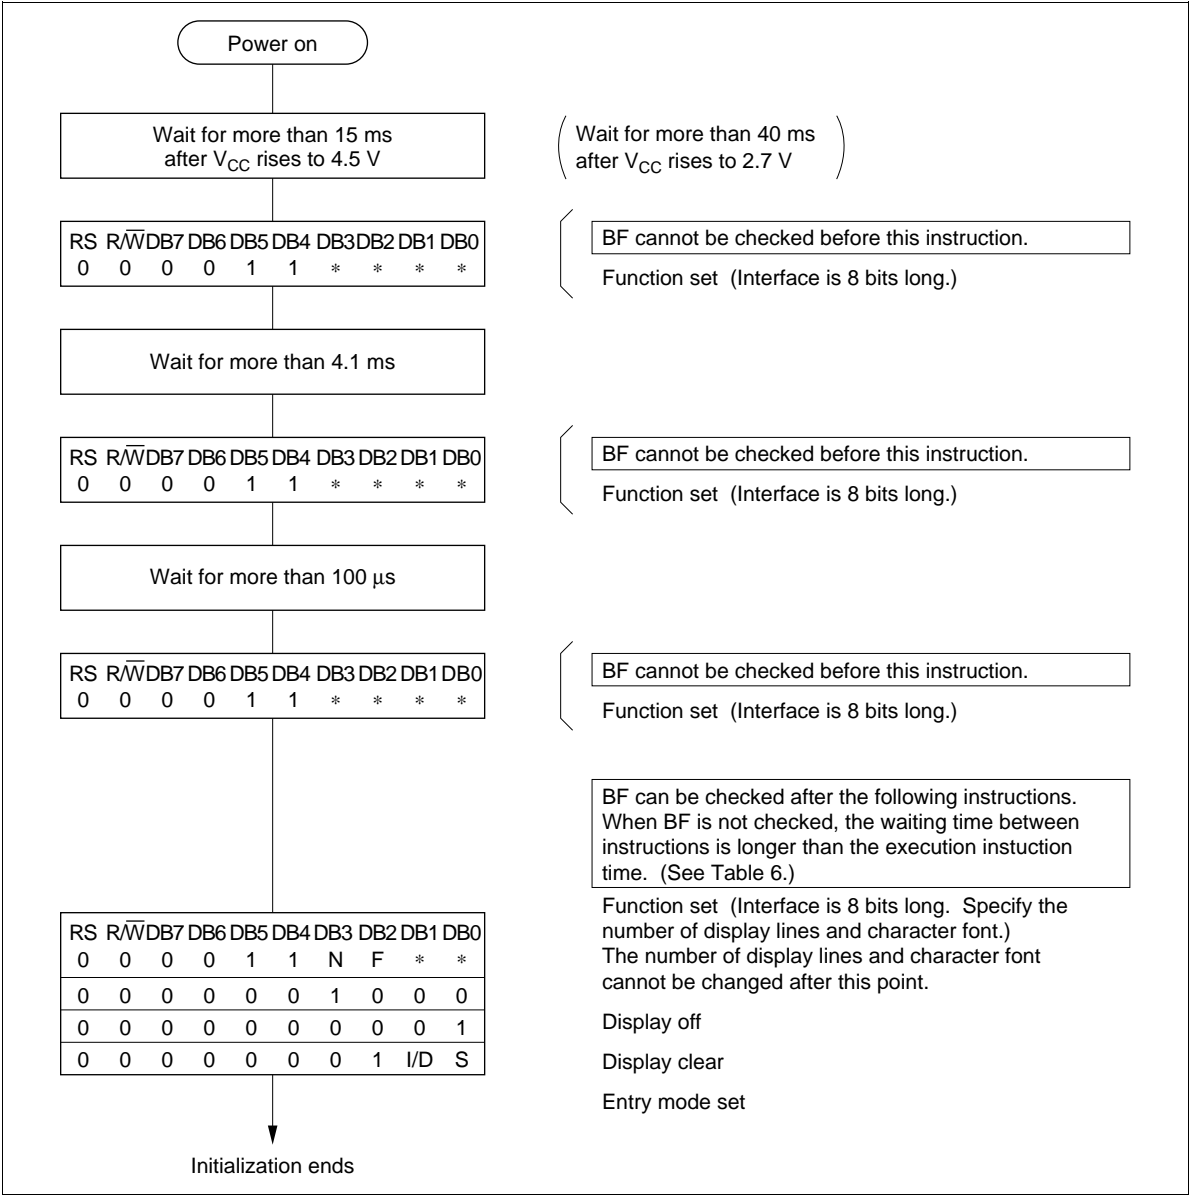 Power on
Wait for more than 15 ms
after VCC rises to 4.5 V
Wait for more than 40 ms
after VCC rises to 2.7 V
RS R/W̅ DB7 DB6 DB5 DB4 DB3 DB2 DB1 DB0
0 0 0 0 1 1 * * * *
BF cannot be checked before this instruction.
Function set (Interface is 8 bits long.)
Wait for more than 4.1 ms
RS R/W̅ DB7 DB6 DB5 DB4 DB3 DB2 DB1 DB0
0 0 0 0 1 1 * * * *
BF cannot be checked before this instruction.
Function set (Interface is 8 bits long.)
Wait for more than 100 µs
RS R/W̅ DB7 DB6 DB5 DB4 DB3 DB2 DB1 DB0
0 0 0 0 1 1 * * * *
BF cannot be checked before this instruction.
Function set (Interface is 8 bits long.)
BF can be checked after the following instructions.
When BF is not checked, the waiting time between
instructions is longer than the execution instuction
time. (See Table 6.)
RS R/W̅ DB7 DB6 DB5 DB4 DB3 DB2 DB1 DB0
0 0 0 0 1 1 N F * *
0 0 0 0 0 0 1 0 0 0
0 0 0 0 0 0 0 0 0 1
0 0 0 0 0 0 0 1 I/D S
Function set (Interface is 8 bits long. Specify the
number of display lines and character font.)
The number of display lines and character font
cannot be changed after this point.
Display off
Display clear
Entry mode set
Initialization ends